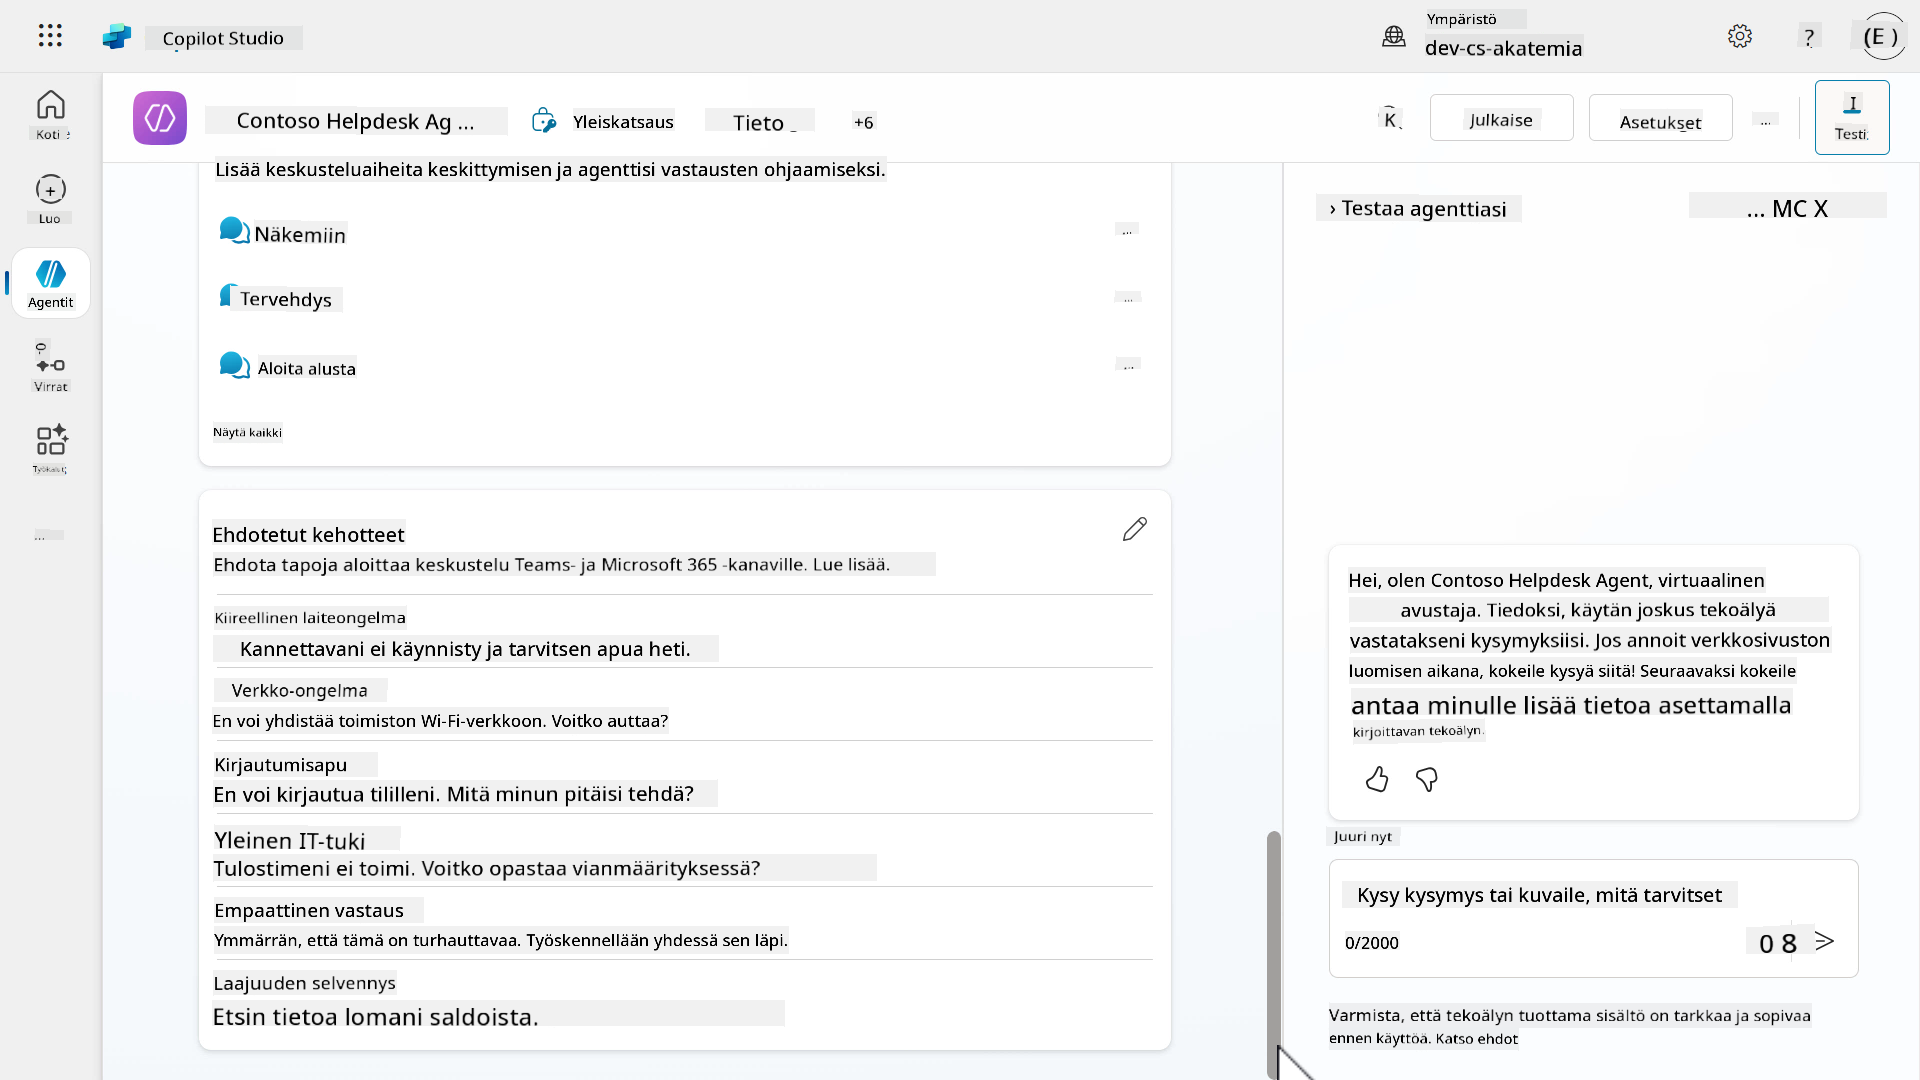 Copilot Studio
Ympäristö
dev-cs-akatemia
?
(E )
Koti
Luo
Agentit
Virrat
Työkalut
...
Contoso Helpdesk Ag ...
Yleiskatsaus
Tieto
+6
K
Julkaise
Asetukset
...
I
Testi
Lisää keskusteluaiheita keskittymisen ja agenttisi vastausten ohjaamiseksi.
Näkemiin
...
Tervehdys
...
Aloita alusta
...
Näytä kaikki
Ehdotetut kehotteet
Ehdota tapoja aloittaa keskustelu Teams- ja Microsoft 365 -kanaville. Lue lisää.
Kiireellinen laiteongelma
Kannettavani ei käynnisty ja tarvitsen apua heti.
Verkko-ongelma
En voi yhdistää toimiston Wi-Fi-verkkoon. Voitko auttaa?
Kirjautumisapu
En voi kirjautua tililleni. Mitä minun pitäisi tehdä?
Yleinen IT-tuki
Tulostimeni ei toimi. Voitko opastaa vianmäärityksessä?
Empaattinen vastaus
Ymmärrän, että tämä on turhauttavaa. Työskennellään yhdessä sen läpi.
Laajuuden selvennys
Etsin tietoa lomani saldoista.
› Testaa agenttiasi
... MC X
Hei, olen Contoso Helpdesk Agent, virtuaalinen
avustaja. Tiedoksi, käytän joskus tekoälyä
vastatakseni kysymyksiisi. Jos annoit verkkosivuston
luomisen aikana, kokeile kysyä siitä! Seuraavaksi kokeile
antaa minulle lisää tietoa asettamalla
kirjoittavan tekoälyn.
Juuri nyt
Kysy kysymys tai kuvaile, mitä tarvitset
0/2000
0 8
Varmista, että tekoälyn tuottama sisältö on tarkkaa ja sopivaa
ennen käyttöä. Katso ehdot